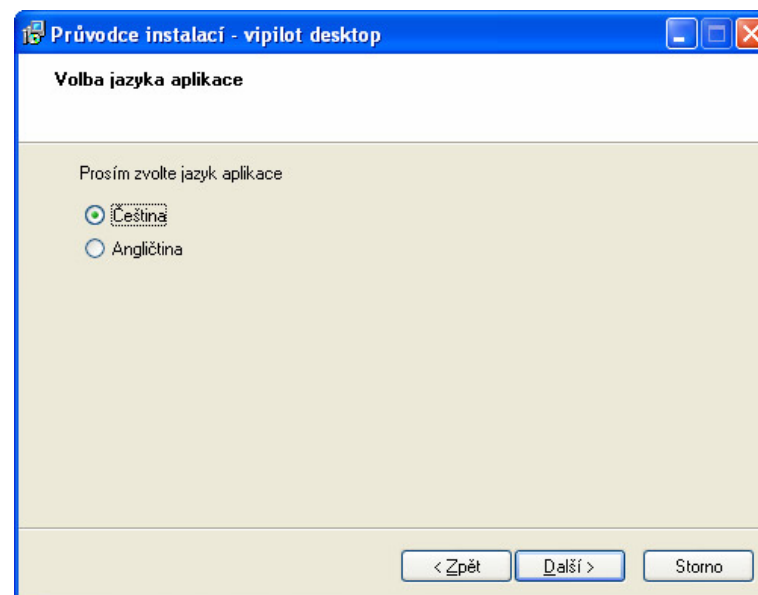 Průvodce instalací - vipilot desktop
Volba jazyka aplikace
Prosím zvolte jazyk aplikace
Čeština
Angličtina
< Zpět
Další >
Storno